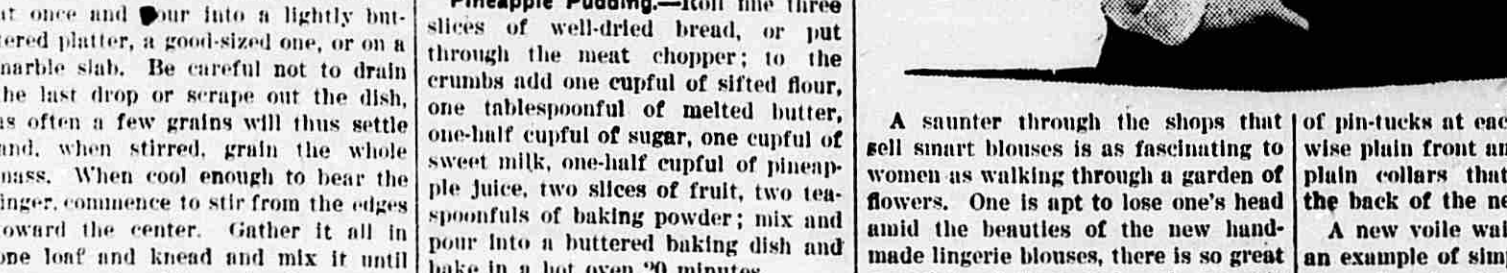 at once and pour into a lightly but-
tered platter, a good-sized one, or on a
marble slab. Be careful not to drain
the last drop or scrape out the dish,
as often a few grains will thus settle
and, when stirred, grain the whole
mass. When cool enough to bear the
finger, commence to stir from the edges
toward the center. Gather it all in
one loaf and knead and mix it until
Pineapple Pudding.—Roll fine three
slices of well-dried bread, or put
through the meat chopper; to the
crumbs add one cupful of sifted flour,
one tablespoonful of melted butter,
one-half cupful of sugar, one cupful of
sweet milk, one-half cupful of pineap-
ple juice, two slices of fruit, two tea-
spoonfuls of baking powder; mix and
pour into a buttered baking dish and
bake in a hot oven 20 minutes
A saunter through the shops that
sell smart blouses is as fascinating to
women as walking through a garden of
flowers. One is apt to lose one's head
amid the beauties of the new hand-
made lingerie blouses, there is so great
of pin-tucks at eac
wise plain front an
plain collars that
the back of the ne
A new voile wai
an example of sim